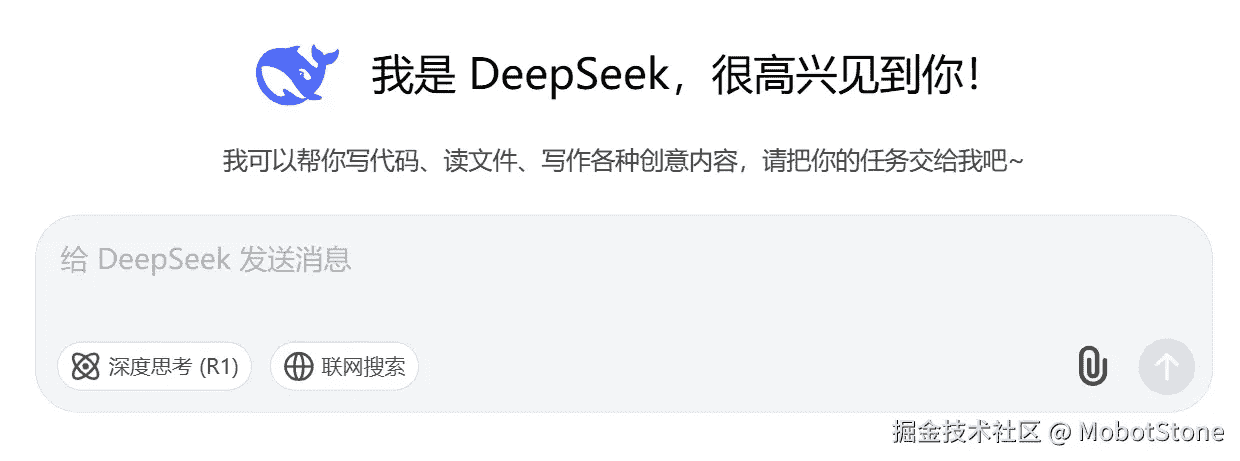 我是 DeepSeek，很高兴见到你！
我可以帮你写代码、读文件、写作各种创意内容，请把你的任务交给我吧~
给 DeepSeek 发送消息
深度思考 (R1) 联网搜索
掘金技术社区 @ MobotStone